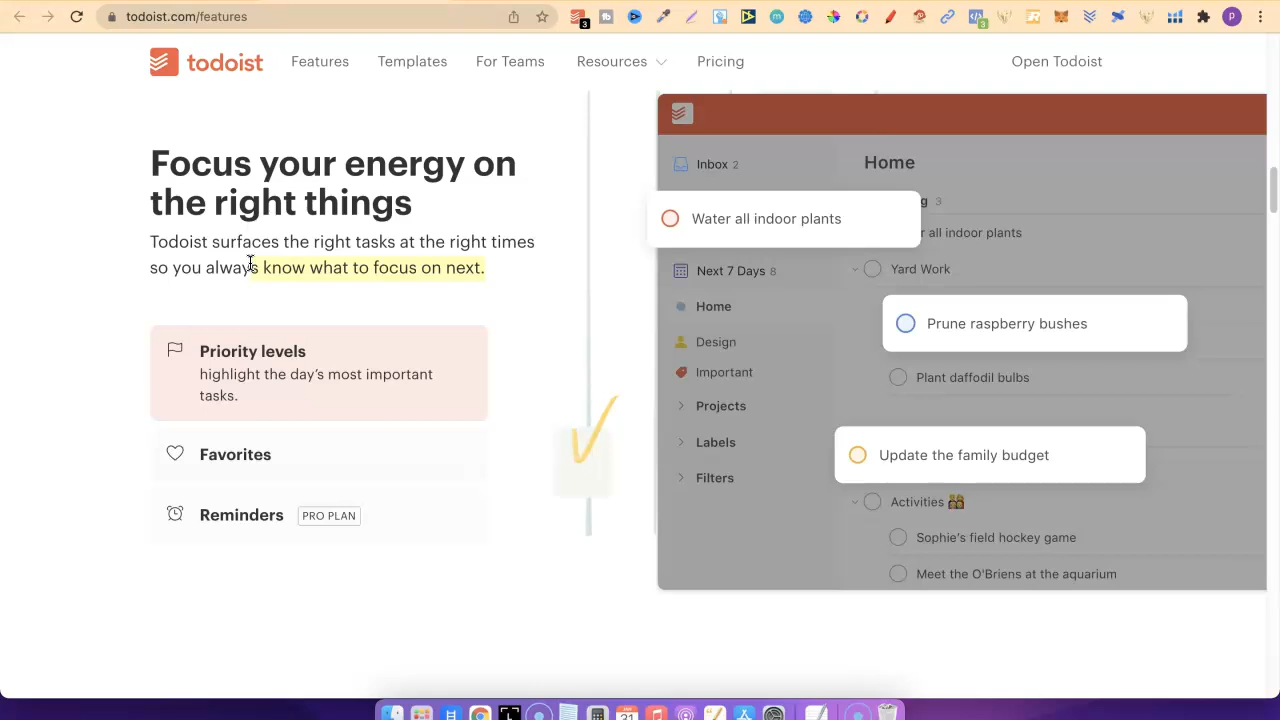 todoist.com/features
3
3
P
todoist
Features
Templates
For Teams
Resources
Pricing
Open Todoist
Focus your energy on
the right things
Todoist surfaces the right tasks at the right times
so you always know what to focus on next.
Priority levels
highlight the day's most important
tasks.
Favorites
Reminders PRO PLAN
Inbox 2
Next 7 Days 8
Home
Design
Important
Projects
Labels
Filters
Home
3
Water all indoor plants
all indoor plants
Yard Work
Prune raspberry bushes
Plant daffodil bulbs
Update the family budget
Activities 👭
Sophie's field hockey game
Meet the O'Briens at the aquarium
31